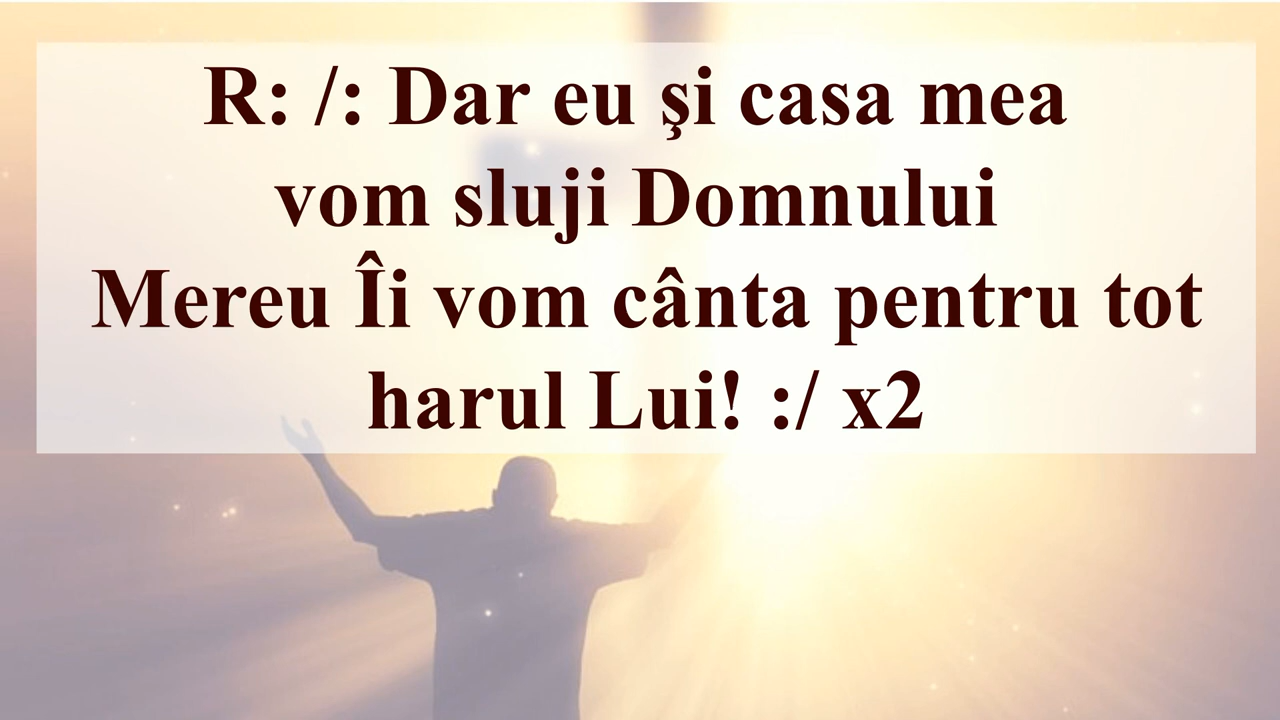 R: /: Dar eu şi casa mea
vom sluji Domnului
Mereu Îi vom cânta pentru tot
harul Lui! :/ x2